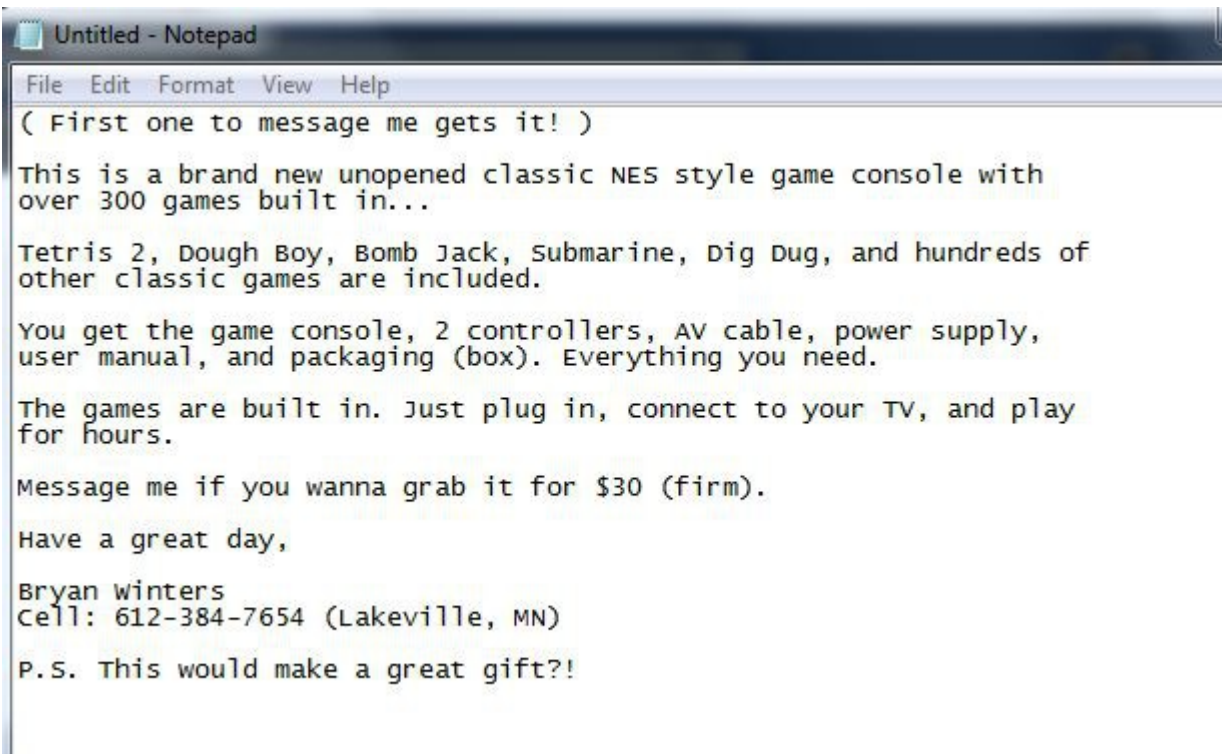 Untitled - Notepad
File Edit Format View Help
( First one to message me gets it! )
This is a brand new unopened classic NES style game console with
over 300 games built in...
Tetris 2, Dough Boy, Bomb Jack, Submarine, Dig Dug, and hundreds of
other classic games are included.
You get the game console, 2 controllers, AV cable, power supply,
user manual, and packaging (box). Everything you need.
The games are built in. Just plug in, connect to your TV, and play
for hours.
Message me if you wanna grab it for $30 (firm).
Have a great day,
Bryan Winters
Cell: 612-384-7654 (Lakeville, MN)
P.S. This would make a great gift?!